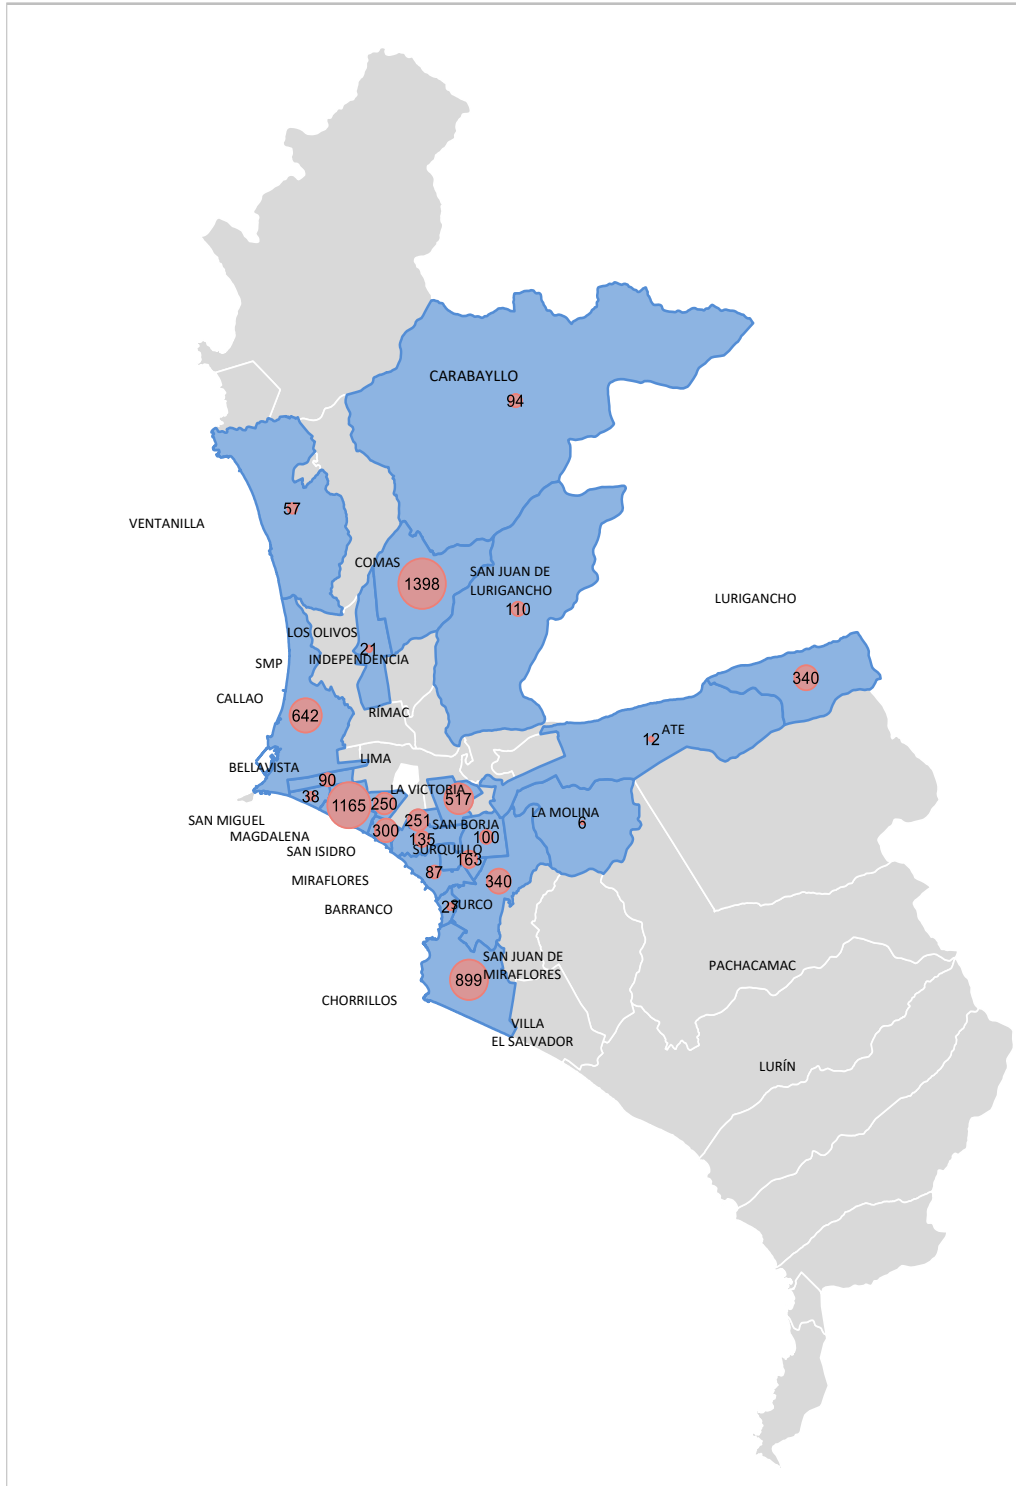 CARABAYLLO
94
57
VENTANILLA
COMAS
1398
SAN JUAN DE
LURIGANCHO
110
LURIGANCHO
LOS OLIVOS
21
INDEPENDENCIA
SMP
340
CALLAO
642
RÍMAC
ATE
12
LIMA
BELLAVISTA
90
LA VICTORIA
38
1165
250
517
LA MOLINA
6
SAN MIGUEL
251
SAN BORJA
MAGDALENA
300
135
100
SAN ISIDRO
SURQUILLO
163
87
MIRAFLORES
340
BARRANCO
27
SURCO
SAN JUAN DE
MIRAFLORES
899
PACHACAMAC
CHORRILLOS
VILLA
EL SALVADOR
LURÍN